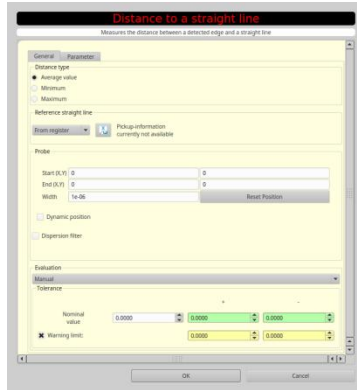 Distance to a straight line
Measures the distance between a detected edge and a straight line
General Parameter
Distance type
Average value
Minimum
Maximum
Reference straight line
From register
Pickup-information
currently not available
Probe
Start (X,Y) 0 0
End (X,Y) 0 0
Width 1e-06 Reset Position
Dynamic position
Dispersion filter
Evaluation
Manual
Tolerance
+ -
Nominal
value 0.0000 0.0000 0.0000
Warning limit: 0.0000 0.0000
OK Cancel